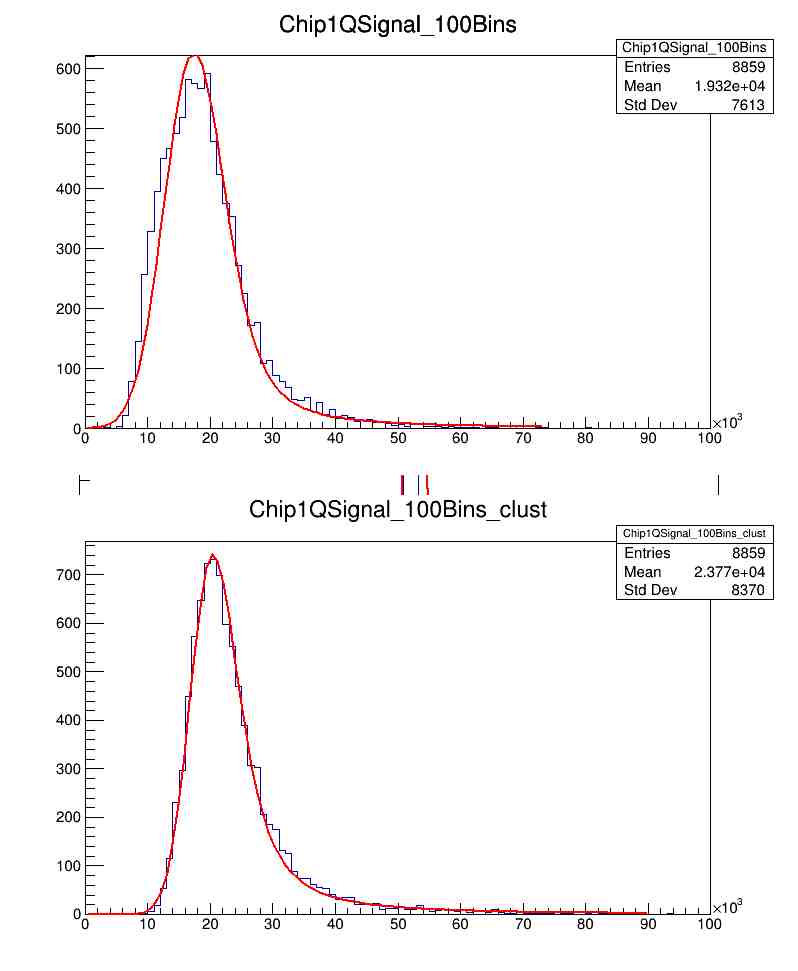 Chip1QSignal_100Bins
Chip1QSignal_100Bins
Entries 8859
Mean 1.932e+04
Std Dev 7613
600
500
400
300
200
100
0
0 10 20 30 40 50 60 70 80 90 100 ×10³
Chip1QSignal_100Bins_clust
Chip1QSignal_100Bins_clust
Entries 8859
Mean 2.377e+04
Std Dev 8370
700
600
500
400
300
200
100
0
0 10 20 30 40 50 60 70 80 90 100 ×10³